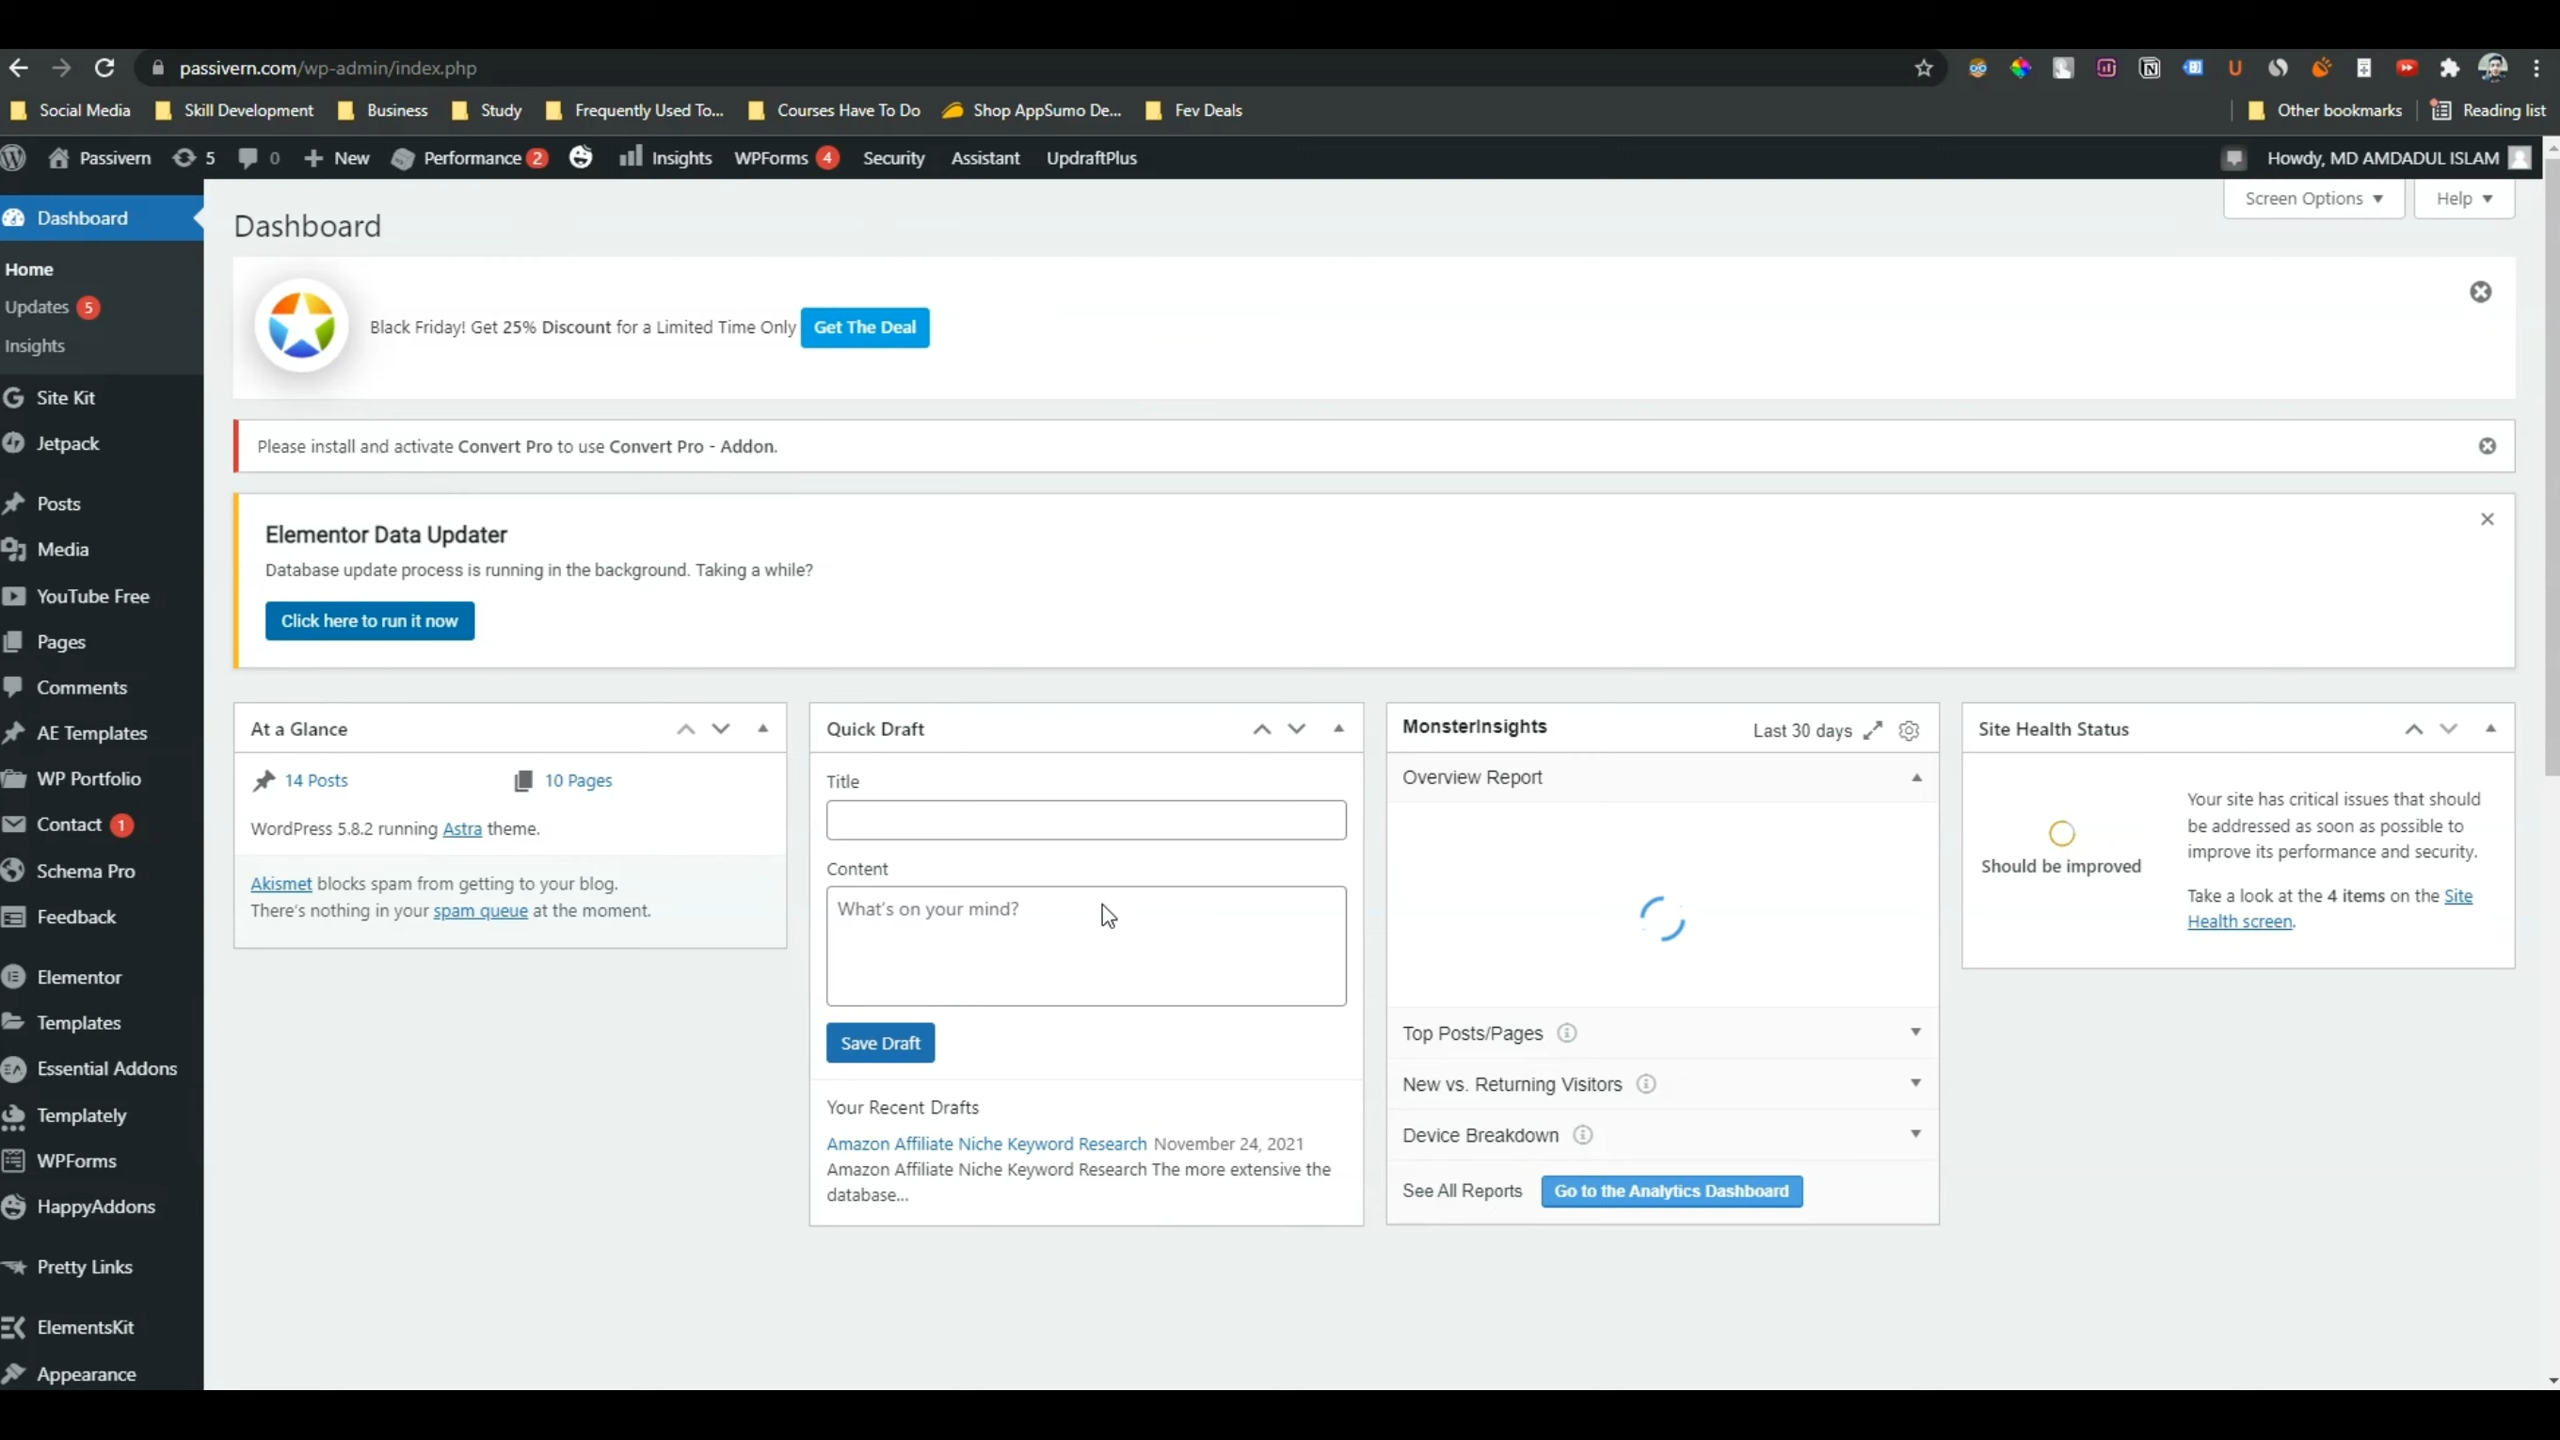 passivern.com/wp-admin/index.php
Social Media
Skill Development
Business
Study
Frequently Used To...
Courses Have To Do
Shop AppSumo De...
Fev Deals
Other bookmarks
Reading list
Passivern
5
0
New
Performance 2
Insights
WPForms 4
Security
Assistant
UpdraftPlus
Howdy, MD AMDADUL ISLAM
Dashboard
Home
Updates 5
Insights
Site Kit
Jetpack
Posts
Media
YouTube Free
Pages
Comments
AE Templates
WP Portfolio
Contact 1
Schema Pro
Feedback
Elementor
Templates
Essential Addons
Templately
WPForms
HappyAddons
Pretty Links
ElementsKit
Appearance
Screen Options
Help
Dashboard
Black Friday! Get 25% Discount for a Limited Time Only Get The Deal
Please install and activate Convert Pro to use Convert Pro - Addon.
Elementor Data Updater
Database update process is running in the background. Taking a while?
Click here to run it now
At a Glance
14 Posts
10 Pages
WordPress 5.8.2 running Astra theme.
Akismet blocks spam from getting to your blog.
There's nothing in your spam queue at the moment.
Quick Draft
Title
Content
What's on your mind?
Save Draft
Your Recent Drafts
Amazon Affiliate Niche Keyword Research November 24, 2021
Amazon Affiliate Niche Keyword Research The more extensive the
database...
MonsterInsights
Last 30 days
Overview Report
Top Posts/Pages
New vs. Returning Visitors
Device Breakdown
See All Reports
Go to the Analytics Dashboard
Site Health Status
Should be improved
Your site has critical issues that should
be addressed as soon as possible to
improve its performance and security.
Take a look at the 4 items on the Site
Health screen.